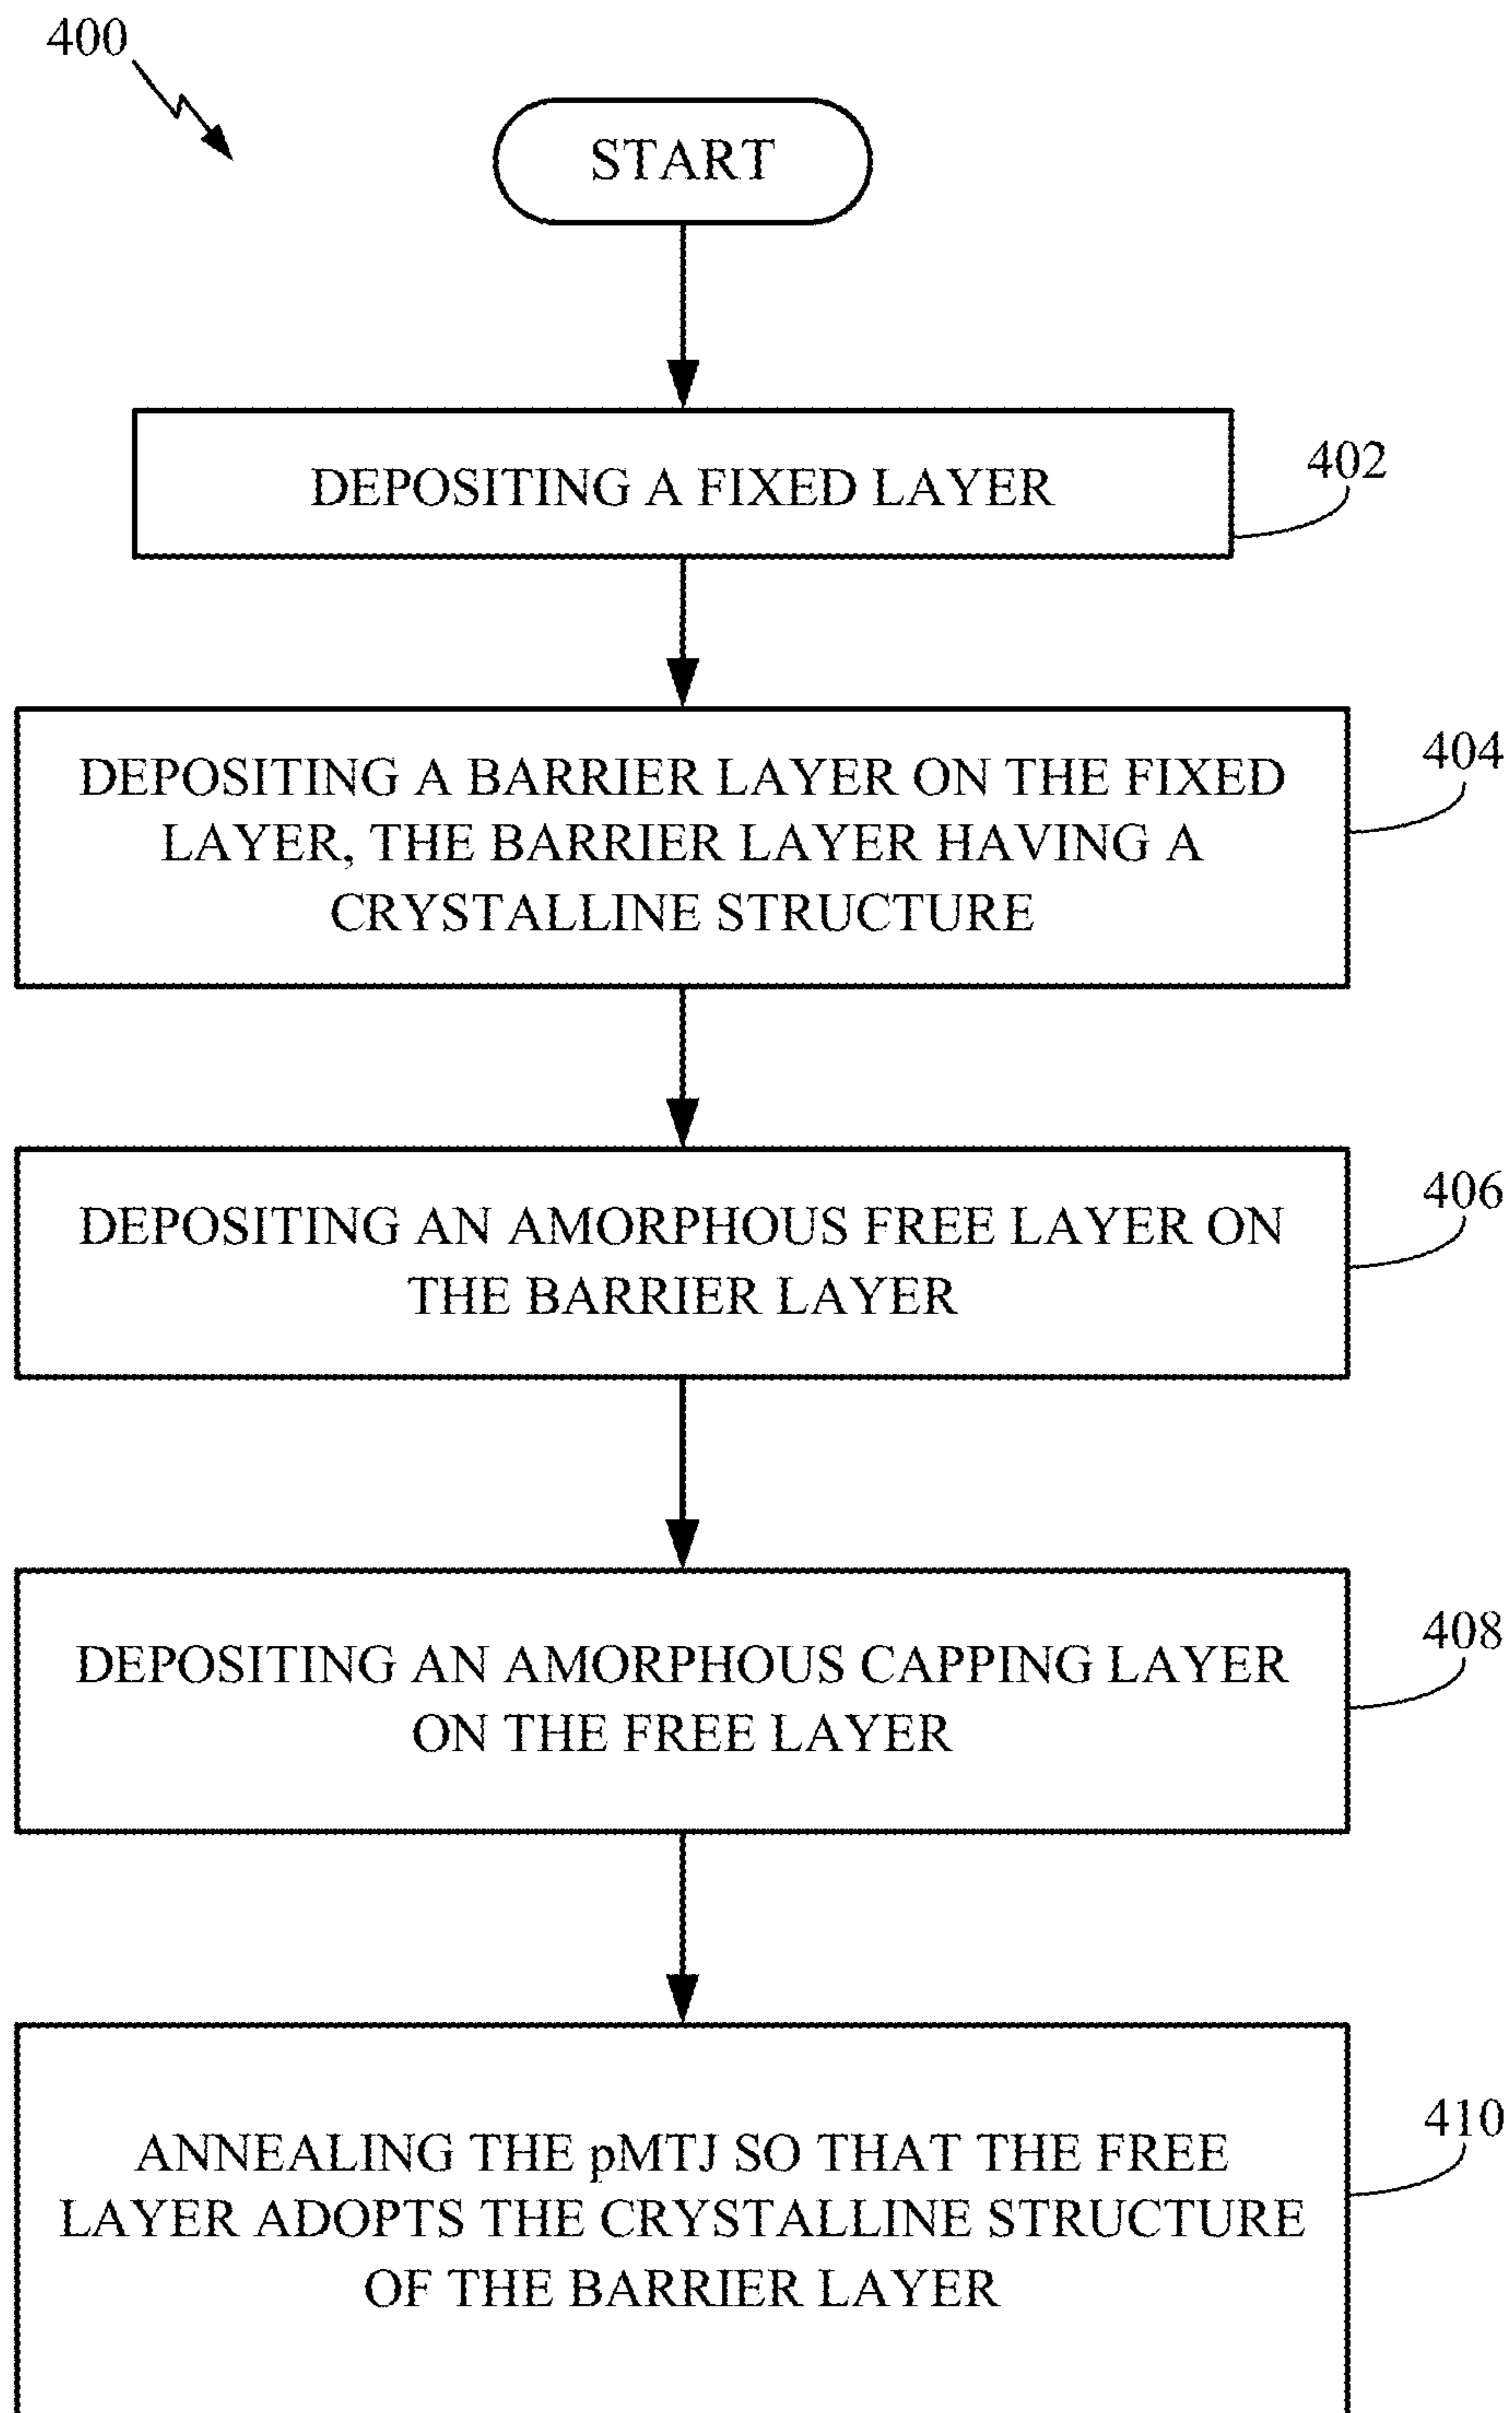 400
START
DEPOSITING A FIXED LAYER
402
DEPOSITING A BARRIER LAYER ON THE FIXED
LAYER, THE BARRIER LAYER HAVING A
CRYSTALLINE STRUCTURE
404
DEPOSITING AN AMORPHOUS FREE LAYER ON
THE BARRIER LAYER
406
DEPOSITING AN AMORPHOUS CAPPING LAYER
ON THE FREE LAYER
408
ANNEALING THE pMTJ SO THAT THE FREE
LAYER ADOPTS THE CRYSTALLINE STRUCTURE
OF THE BARRIER LAYER
410